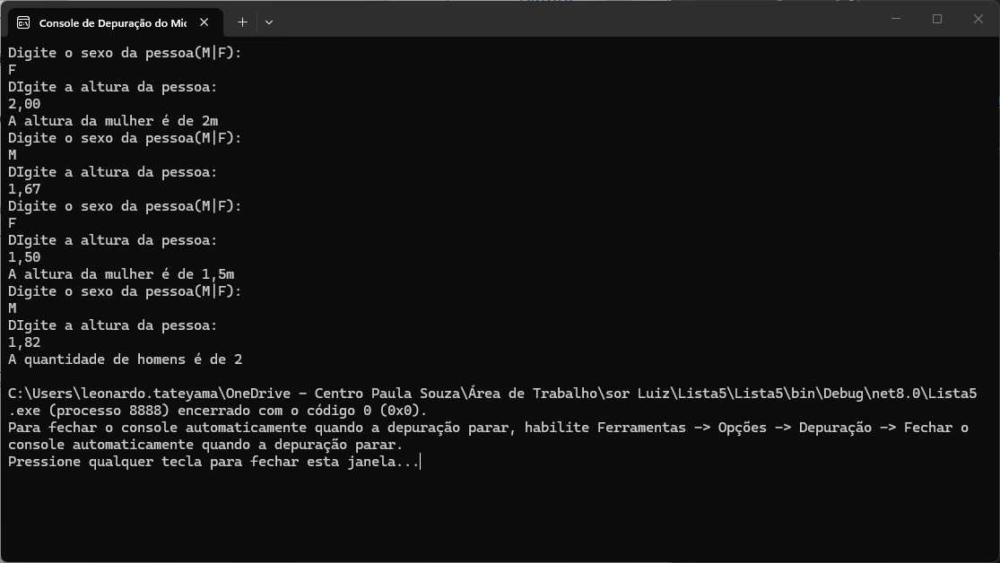 Console de Depuração do Mic
Digite o sexo da pessoa(M|F):
F
DIgite a altura da pessoa:
2,00
A altura da mulher é de 2m
Digite o sexo da pessoa(M|F):
M
DIgite a altura da pessoa:
1,67
Digite o sexo da pessoa(M|F):
F
DIgite a altura da pessoa:
1,50
A altura da mulher é de 1,5m
Digite o sexo da pessoa(M|F):
M
DIgite a altura da pessoa:
1,82
A quantidade de homens é de 2
C:\Users\leonardo.tateyama\OneDrive - Centro Paula Souza\Área de Trabalho\sor Luiz\Lista5\Lista5\bin\Debug\net8.0\Lista5
.exe (processo 8888) encerrado com o código 0 (0x0).
Para fechar o console automaticamente quando a depuração parar, habilite Ferramentas -> Opções -> Depuração -> Fechar o
console automaticamente quando a depuração parar.
Pressione qualquer tecla para fechar esta janela...